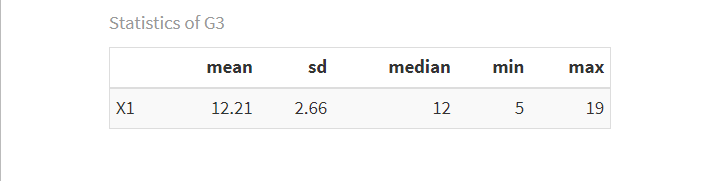 Statistics of G3
mean sd median min max
X1 12.21 2.66 12 5 19